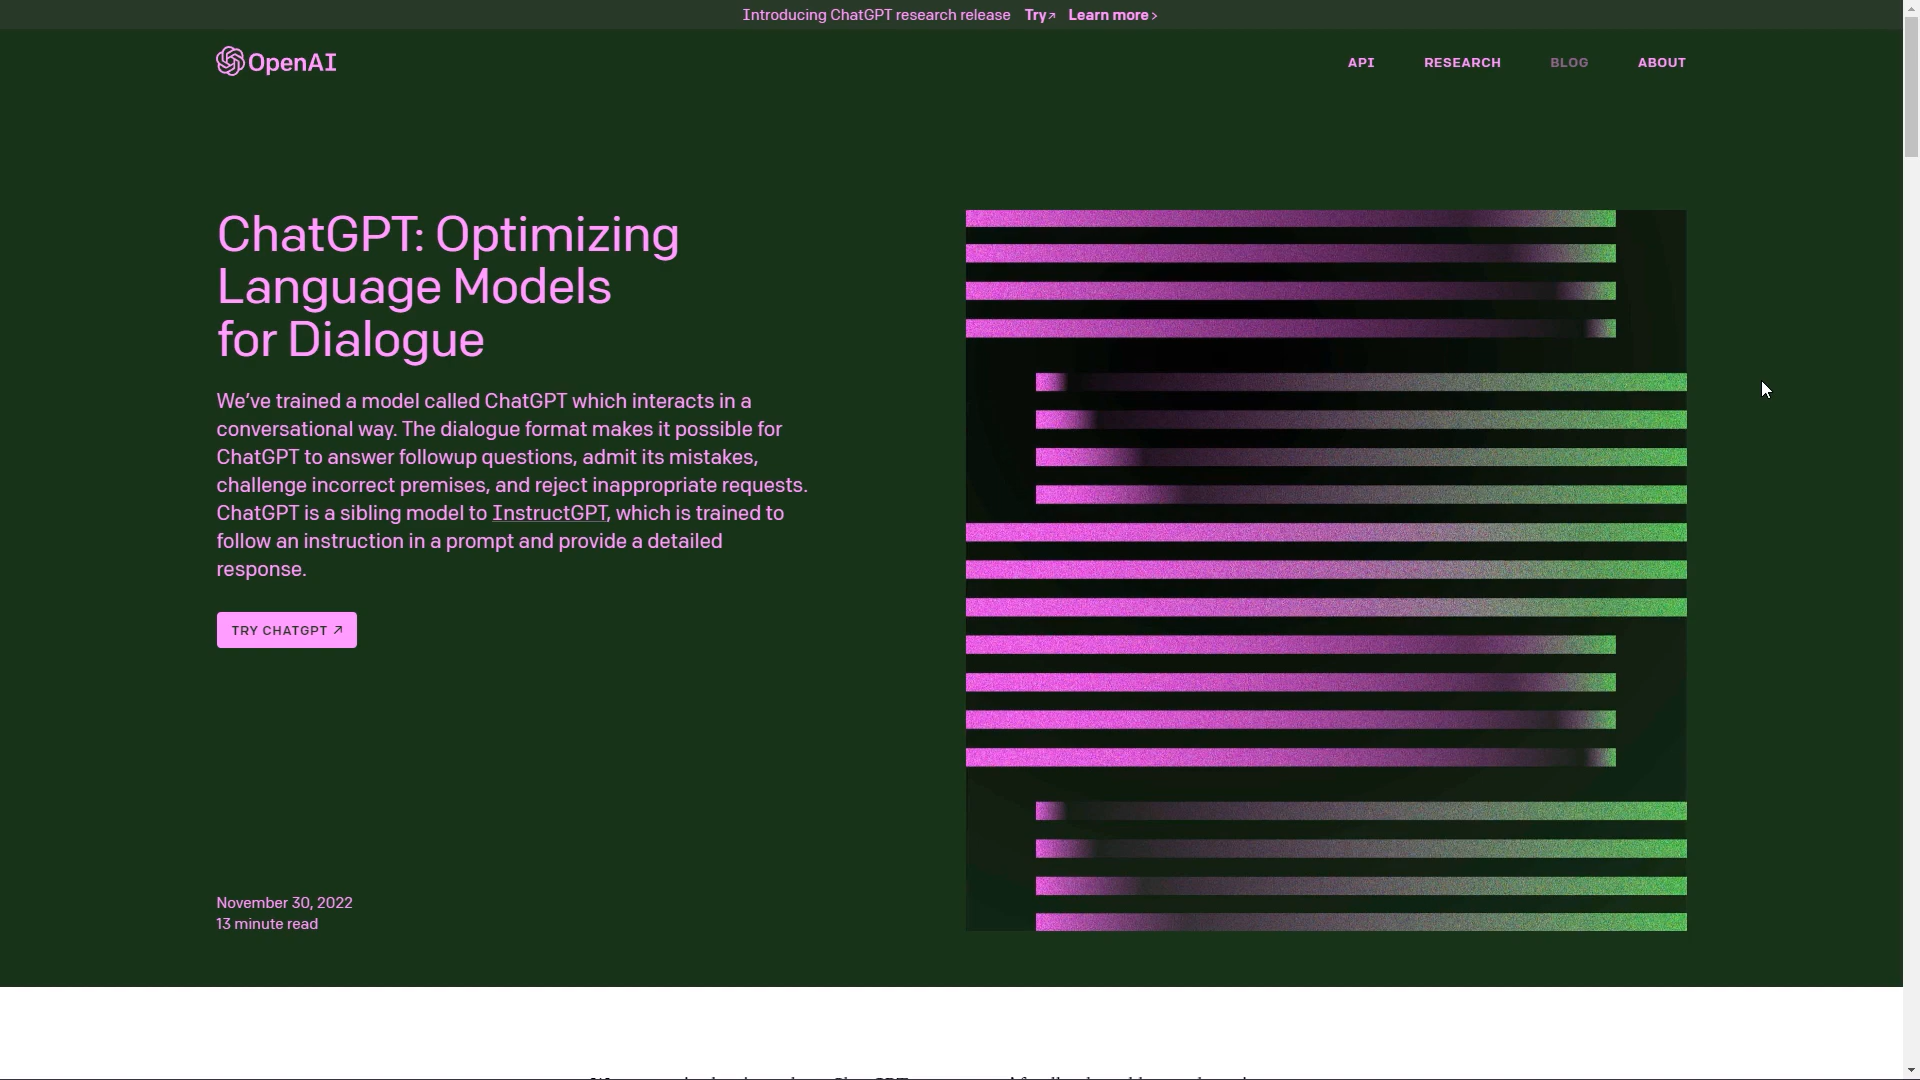 Introducing ChatGPT research release Try↗ Learn more ›
OpenAI
API RESEARCH BLOG ABOUT
ChatGPT: Optimizing
Language Models
for Dialogue
We’ve trained a model called ChatGPT which interacts in a
conversational way. The dialogue format makes it possible for
ChatGPT to answer followup questions, admit its mistakes,
challenge incorrect premises, and reject inappropriate requests.
ChatGPT is a sibling model to InstructGPT, which is trained to
follow an instruction in a prompt and provide a detailed
response.
TRY CHATGPT ↗
November 30, 2022
13 minute read